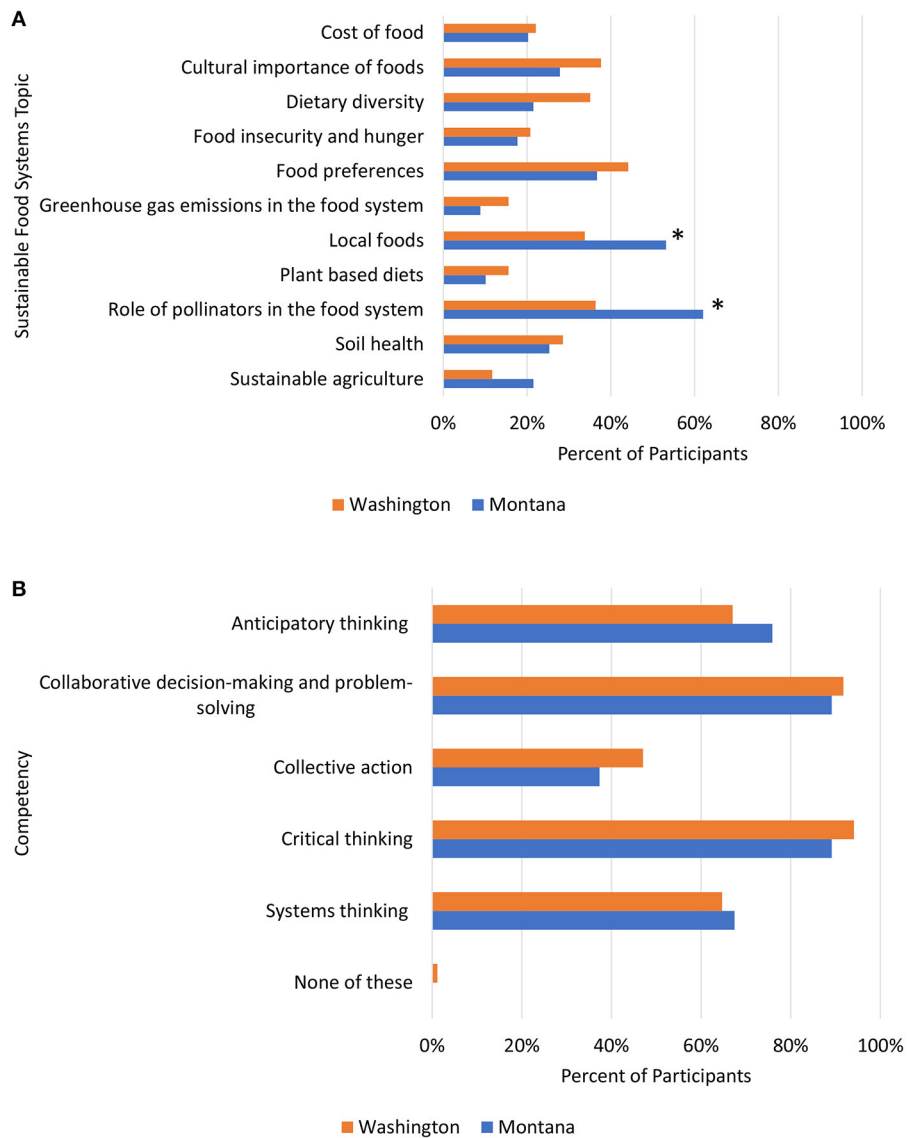 A
Sustainable Food Systems Topic
Cost of food
Cultural importance of foods
Dietary diversity
Food insecurity and hunger
Food preferences
Greenhouse gas emissions in the food system
Local foods
*
Plant based diets
Role of pollinators in the food system
*
Soil health
Sustainable agriculture
0% 20% 40% 60% 80% 100%
Percent of Participants
Washington Montana
B
Competency
Anticipatory thinking
Collaborative decision-making and problem-
solving
Collective action
Critical thinking
Systems thinking
None of these
0% 20% 40% 60% 80% 100%
Percent of Participants
Washington Montana